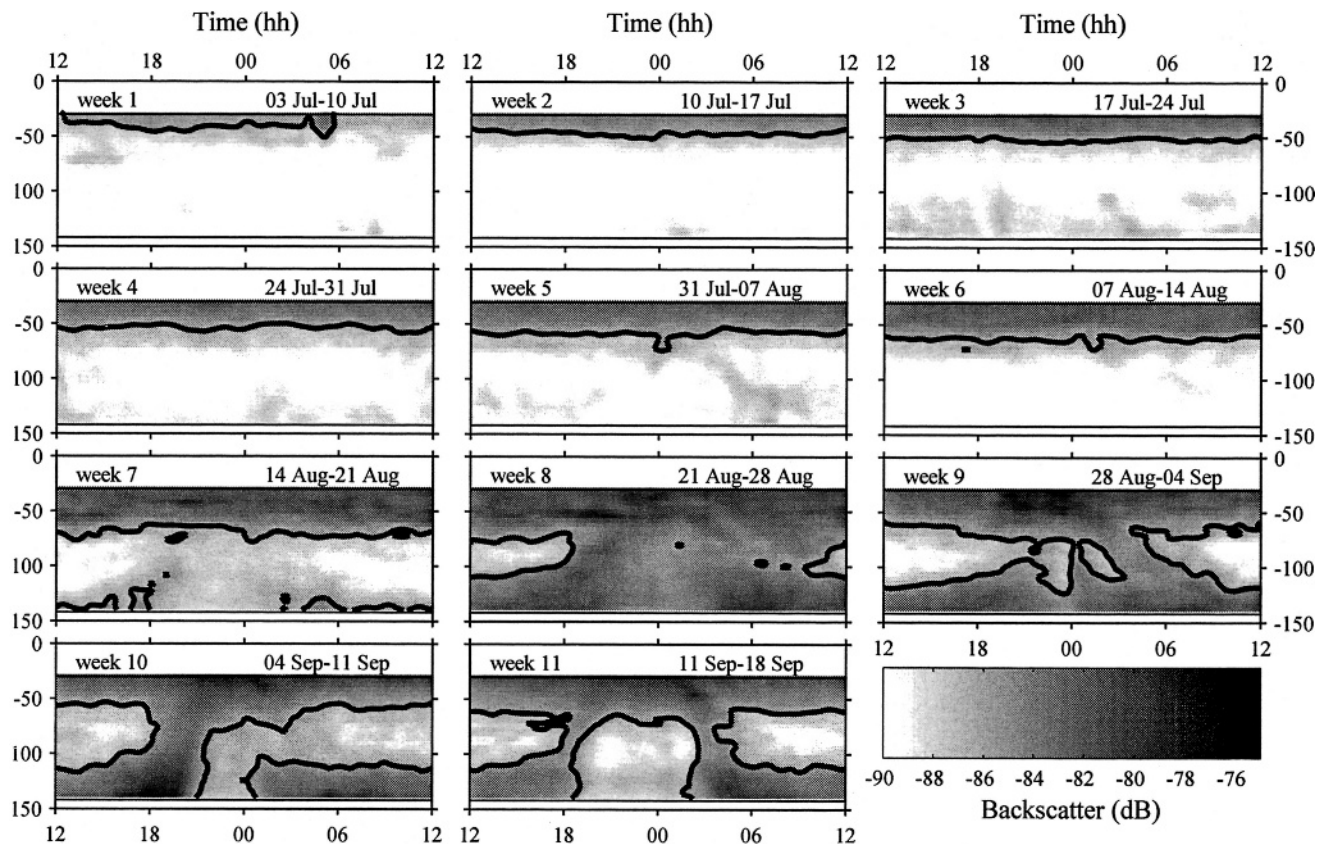 Time (hh) Time (hh) Time (hh)
12 18 00 06 12 12 18 00 06 12 12 18 00 06 12
0 0
week 1 03 Jul-10 Jul week 2 10 Jul-17 Jul week 3 17 Jul-24 Jul
-50 -50
100 -100
150 -150
0 0
week 4 24 Jul-31 Jul week 5 31 Jul-07 Aug week 6 07 Aug-14 Aug
-50 -50
100 -100
150 -150
0 0
week 7 14 Aug-21 Aug week 8 21 Aug-28 Aug week 9 28 Aug-04 Sep
-50 -50
100 -100
150 -150
0
week 10 04 Sep-11 Sep week 11 11 Sep-18 Sep
-50
100
150
12 18 00 06 12 12 18 00 06 12
-90 -88 -86 -84 -82 -80 -78 -76
Backscatter (dB)